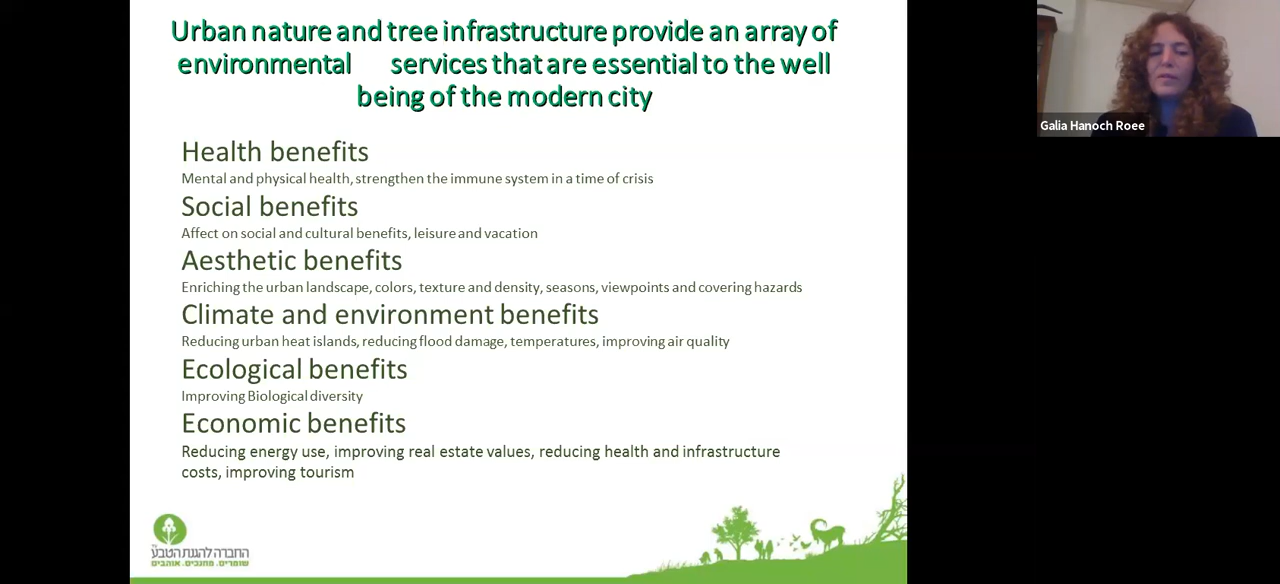 Urban nature and tree infrastructure provide an array of
environmental services that are essential to the well
being of the modern city
Health benefits
Mental and physical health, strengthen the immune system in a time of crisis
Social benefits
Affect on social and cultural benefits, leisure and vacation
Aesthetic benefits
Enriching the urban landscape, colors, texture and density, seasons, viewpoints and covering hazards
Climate and environment benefits
Reducing urban heat islands, reducing flood damage, temperatures, improving air quality
Ecological benefits
Improving Biological diversity
Economic benefits
Reducing energy use, improving real estate values, reducing health and infrastructure
costs, improving tourism
החברה להגנת הטבע
שומרים. מחנכים. אוהבים
Galia Hanoch Roee